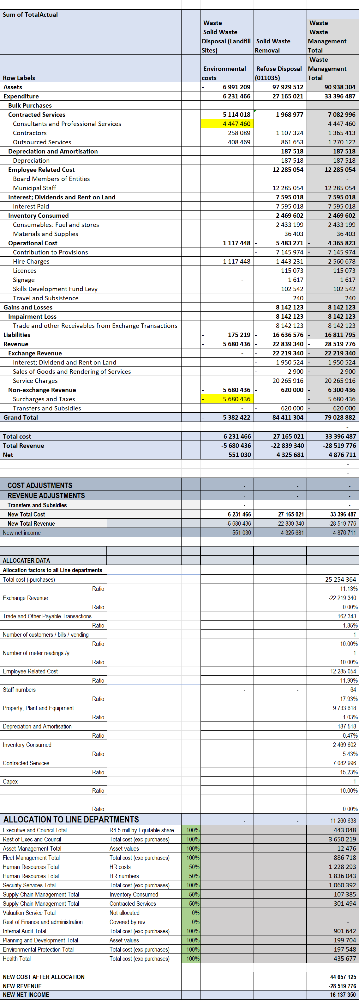 Sum of TotalActual
Waste Waste
Solid Waste Disposal (Landfill Sites) Solid Waste Removal Waste Management Total
Row Labels Environmental costs Refuse Disposal (011035) Waste Management Total
Assets - 6 991 209 97 929 512 90 938 304
Expenditure 6 231 466 27 165 021 33 396 487
Bulk Purchases -
Contracted Services 5 114 018 1 968 977 7 082 996
Consultants and Professional Services 4 447 460 4 447 460
Contractors 258 089 1 107 324 1 365 413
Outsourced Services 408 469 861 653 1 270 122
Depreciation and Amortisation 187 518 187 518
Depreciation 187 518 187 518
Employee Related Cost 12 285 054 12 285 054
Board Members of Entities -
Municipal Staff 12 285 054 12 285 054
Interest; Dividends and Rent on Land 7 595 018 7 595 018
Interest Paid 7 595 018 7 595 018
Inventory Consumed 2 469 602 2 469 602
Consumables: Fuel and stores 2 433 199 2 433 199
Materials and Supplies 36 403 36 403
Operational Cost 1 117 448 - 5 483 271 - 4 365 823
Contribution to Provisions - 7 145 974 - 7 145 974
Hire Charges 1 117 448 1 443 231 2 560 678
Licences 115 073 115 073
Signage - 1 617 1 617
Skills Development Fund Levy 102 542 102 542
Travel and Subsistence 240 240
Gains and Losses 8 142 123 8 142 123
Impairment Loss 8 142 123 8 142 123
Trade and other Receivables from Exchange Transactions 8 142 123 8 142 123
Liabilities - 175 219 - 16 636 576 - 16 811 795
Revenue - 5 680 436 - 22 839 340 - 28 519 776
Exchange Revenue - - 22 219 340 - 22 219 340
Interest; Dividend and Rent on Land - 1 950 524 - 1 950 524
Sales of Goods and Rendering of Services - 2 900 - 2 900
Service Charges - 20 265 916 - 20 265 916
Non-exchange Revenue - 5 680 436 - 620 000 - 6 300 436
Surcharges and Taxes - 5 680 436 - 5 680 436
Transfers and Subsidies - - 620 000 - 620 000
Grand Total - 5 382 422 84 411 304 79 028 882
-
Total cost 6 231 466 27 165 021 33 396 487
Total Revenue -5 680 436 -22 839 340 -28 519 776
Net 551 030 4 325 681 4 876 711
-
-
COST ADJUSTMENTS - - -
REVENUE ADJUSTMENTS - - -
Transfers and Subsidies - -
New Total Cost 6 231 466 27 165 021 33 396 487
New Total Revenue -5 680 436 -22 839 340 -28 519 776
New net income 551 030 4 325 681 4 876 711
ALLOCATER DATA
Allocation factors to all Line departments
Total cost (-purchases) 25 254 364
Ratio 11.13%
Exchange Revenue -22 219 340
Ratio 0.00%
Trade and Other Payable Transactions 162 343
Ratio 1.85%
Number of customers / bills / vending 1
Ratio 10.00%
Number of meter readings /y 1
Ratio 10.00%
Employee Related Cost 12 285 054
Ratio 11.99%
Staff numbers - - 64
Ratio 17.93%
Property; Plant and Equipment 9 733 618
Ratio 1.03%
Depreciation and Amortisation 187 518
Ratio 0.47%
Inventory Consumed 2 469 602
Ratio 5.43%
Contracted Services 7 082 996
Ratio 15.23%
Capex 1
Ratio 10.00%
Ratio 0.00%
ALLOCATION TO LINE DEPARTMENTS - - 11 260 638
Executive and Council Total R4.5 mill by Equitable share 100% 443 048
Rest of Exec and Council Total cost (exc purchases) 100% 3 650 219
Asset Management Total Asset values 100% 12 476
Fleet Management Total Total cost (exc purchases) 100% 886 718
Human Resources Total HR costs 50% 1 228 293
Human Resources Total HR numbers 50% 1 836 043
Security Services Total Total cost (exc purchases) 100% 1 060 392
Supply Chain Management Total Inventory Consumed 50% 107 385
Supply Chain Management Total Contracted Services 50% 301 494
Valuation Service Total Not allocated 0% -
Rest of Finance and administration Covered by rev 0% -
Internal Audit Total Total cost (exc purchases) 100% 901 642
Planning and Development Total Asset values 100% 199 704
Environmental Protection Total Total cost (exc purchases) 100% 197 548
Health Total Total cost (exc purchases) 100% 435 677
NEW COST AFTER ALLOCATION 44 657 125
NEW REVENUE -28 519 776
NEW NET INCOME 16 137 350